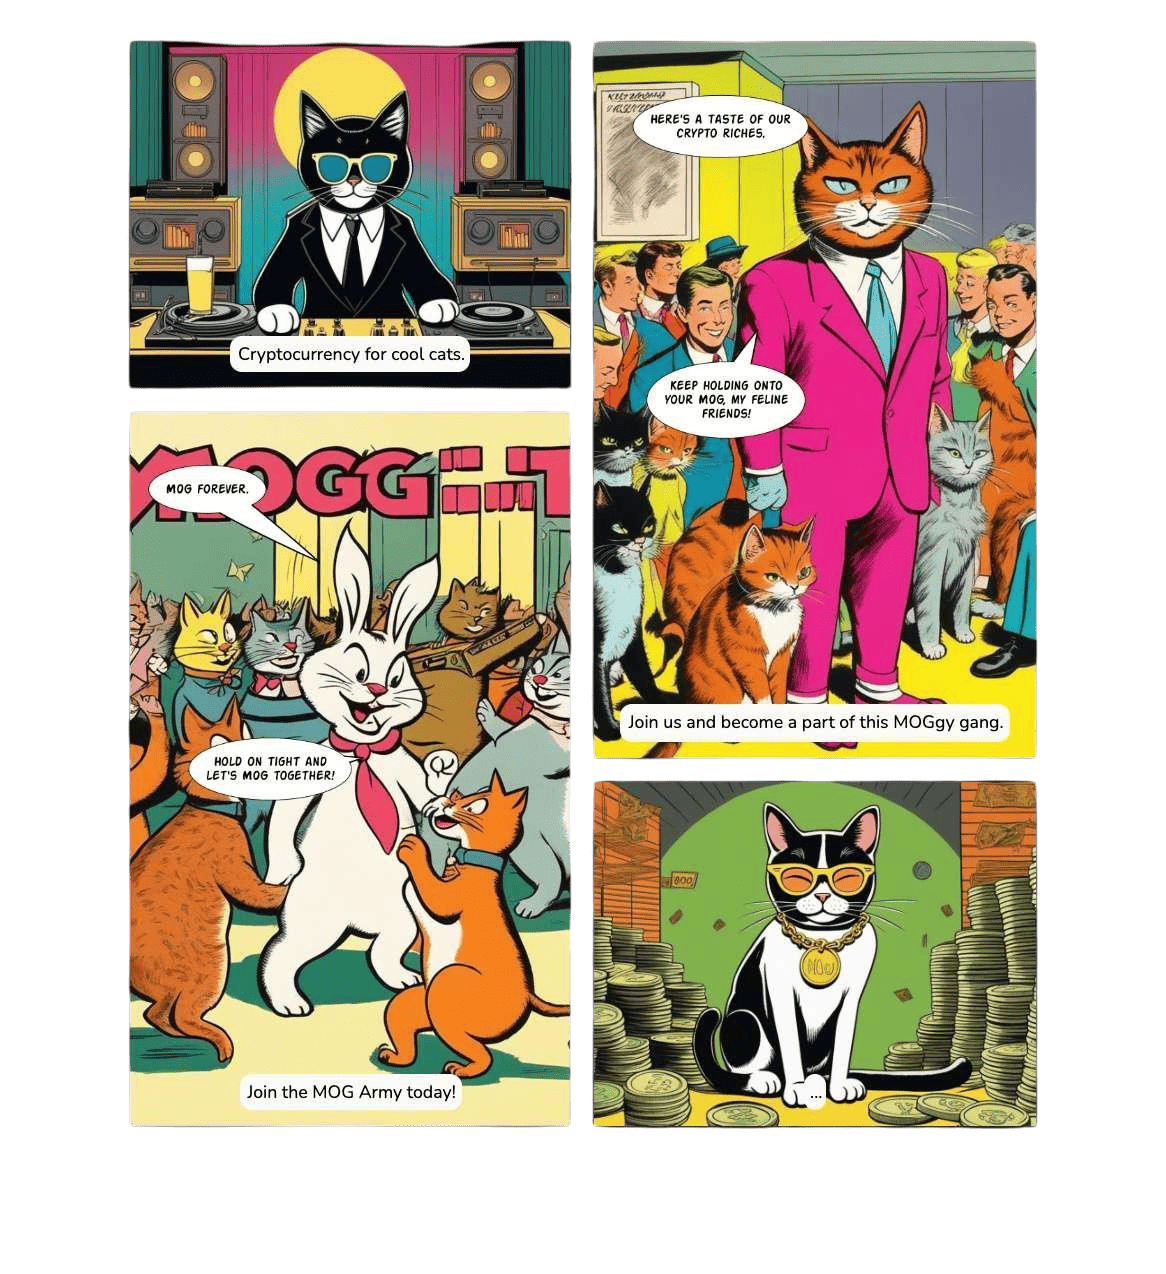 Cryptocurrency for cool cats.
HERE'S A TASTE OF OUR
CRYPTO RICHES.
KEEP HOLDING ONTO
YOUR MOG, MY FELINE
FRIENDS!
Join us and become a part of this MOGgy gang.
MOGG
MOG FOREVER.
HOLD ON TIGHT AND
LET'S MOG TOGETHER!
Join the MOG Army today!
...